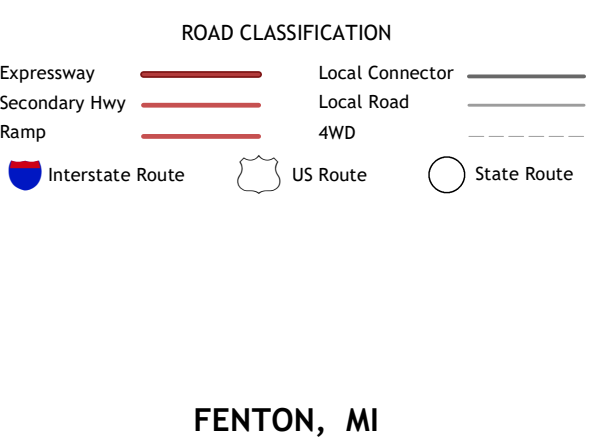 ROAD CLASSIFICATION
Expressway Local Connector
Secondary Hwy Local Road
Ramp 4WD
Interstate Route US Route State Route
FENTON, MI